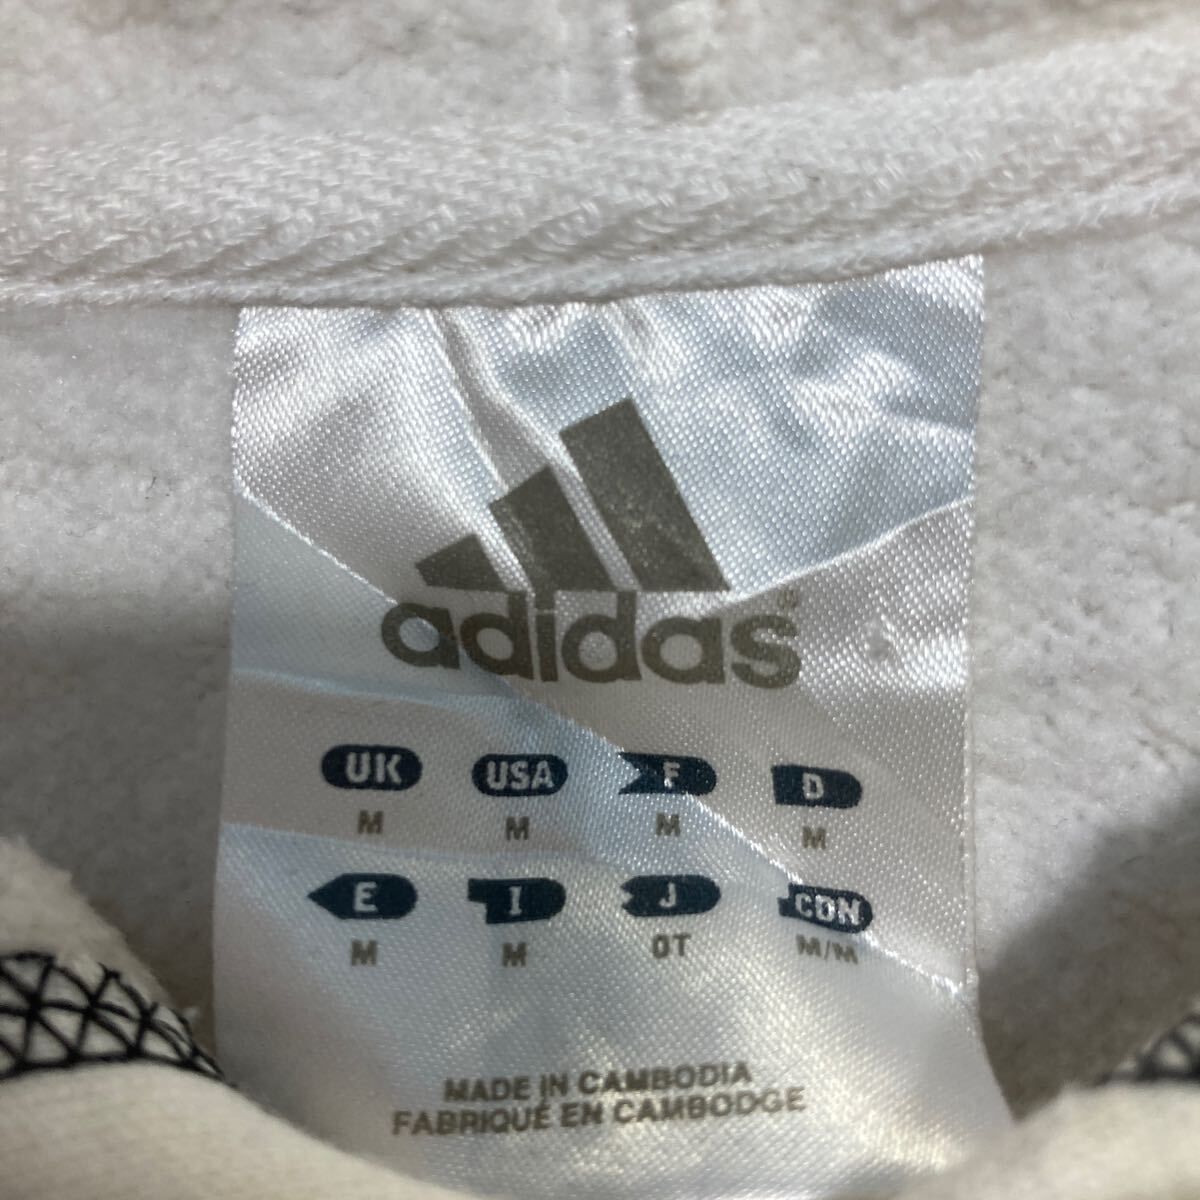 adidas®
UK USA F D
M M M M
E I J CDN
M M OT M/M
MADE IN CAMBODIA
FABRIQUÉ EN CAMBODGE